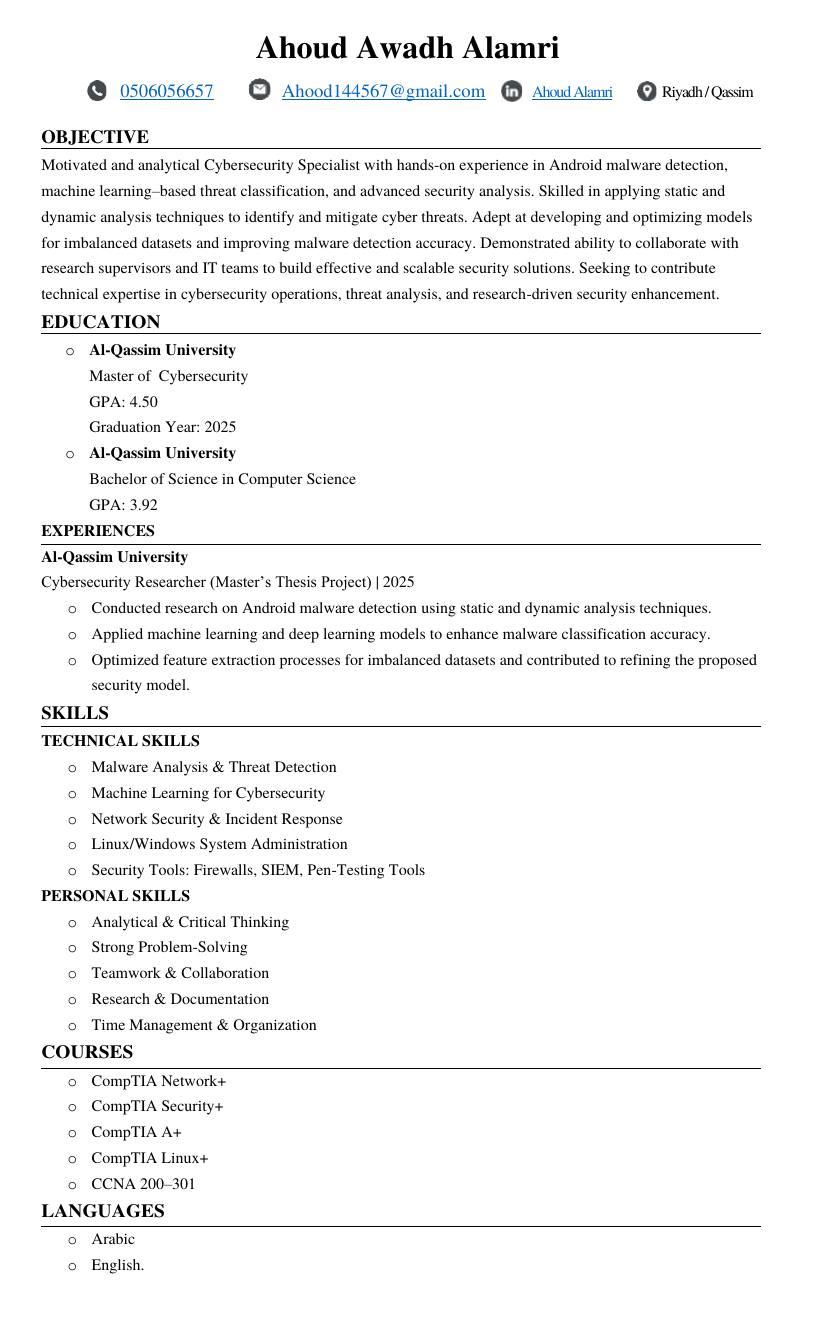 Ahoud Awadh Alamri
0506056657 Ahood144567@gmail.com Ahoud Alamri Riyadh / Qassim
OBJECTIVE
Motivated and analytical Cybersecurity Specialist with hands-on experience in Android malware detection,
machine learning–based threat classification, and advanced security analysis. Skilled in applying static and
dynamic analysis techniques to identify and mitigate cyber threats. Adept at developing and optimizing models
for imbalanced datasets and improving malware detection accuracy. Demonstrated ability to collaborate with
research supervisors and IT teams to build effective and scalable security solutions. Seeking to contribute
technical expertise in cybersecurity operations, threat analysis, and research-driven security enhancement.
EDUCATION
o Al-Qassim University
Master of Cybersecurity
GPA: 4.50
Graduation Year: 2025
o Al-Qassim University
Bachelor of Science in Computer Science
GPA: 3.92
EXPERIENCES
Al-Qassim University
Cybersecurity Researcher (Master’s Thesis Project) | 2025
o Conducted research on Android malware detection using static and dynamic analysis techniques.
o Applied machine learning and deep learning models to enhance malware classification accuracy.
o Optimized feature extraction processes for imbalanced datasets and contributed to refining the proposed
security model.
SKILLS
TECHNICAL SKILLS
o Malware Analysis & Threat Detection
o Machine Learning for Cybersecurity
o Network Security & Incident Response
o Linux/Windows System Administration
o Security Tools: Firewalls, SIEM, Pen-Testing Tools
PERSONAL SKILLS
o Analytical & Critical Thinking
o Strong Problem-Solving
o Teamwork & Collaboration
o Research & Documentation
o Time Management & Organization
COURSES
o CompTIA Network+
o CompTIA Security+
o CompTIA A+
o CompTIA Linux+
o CCNA 200–301
LANGUAGES
o Arabic
o English.